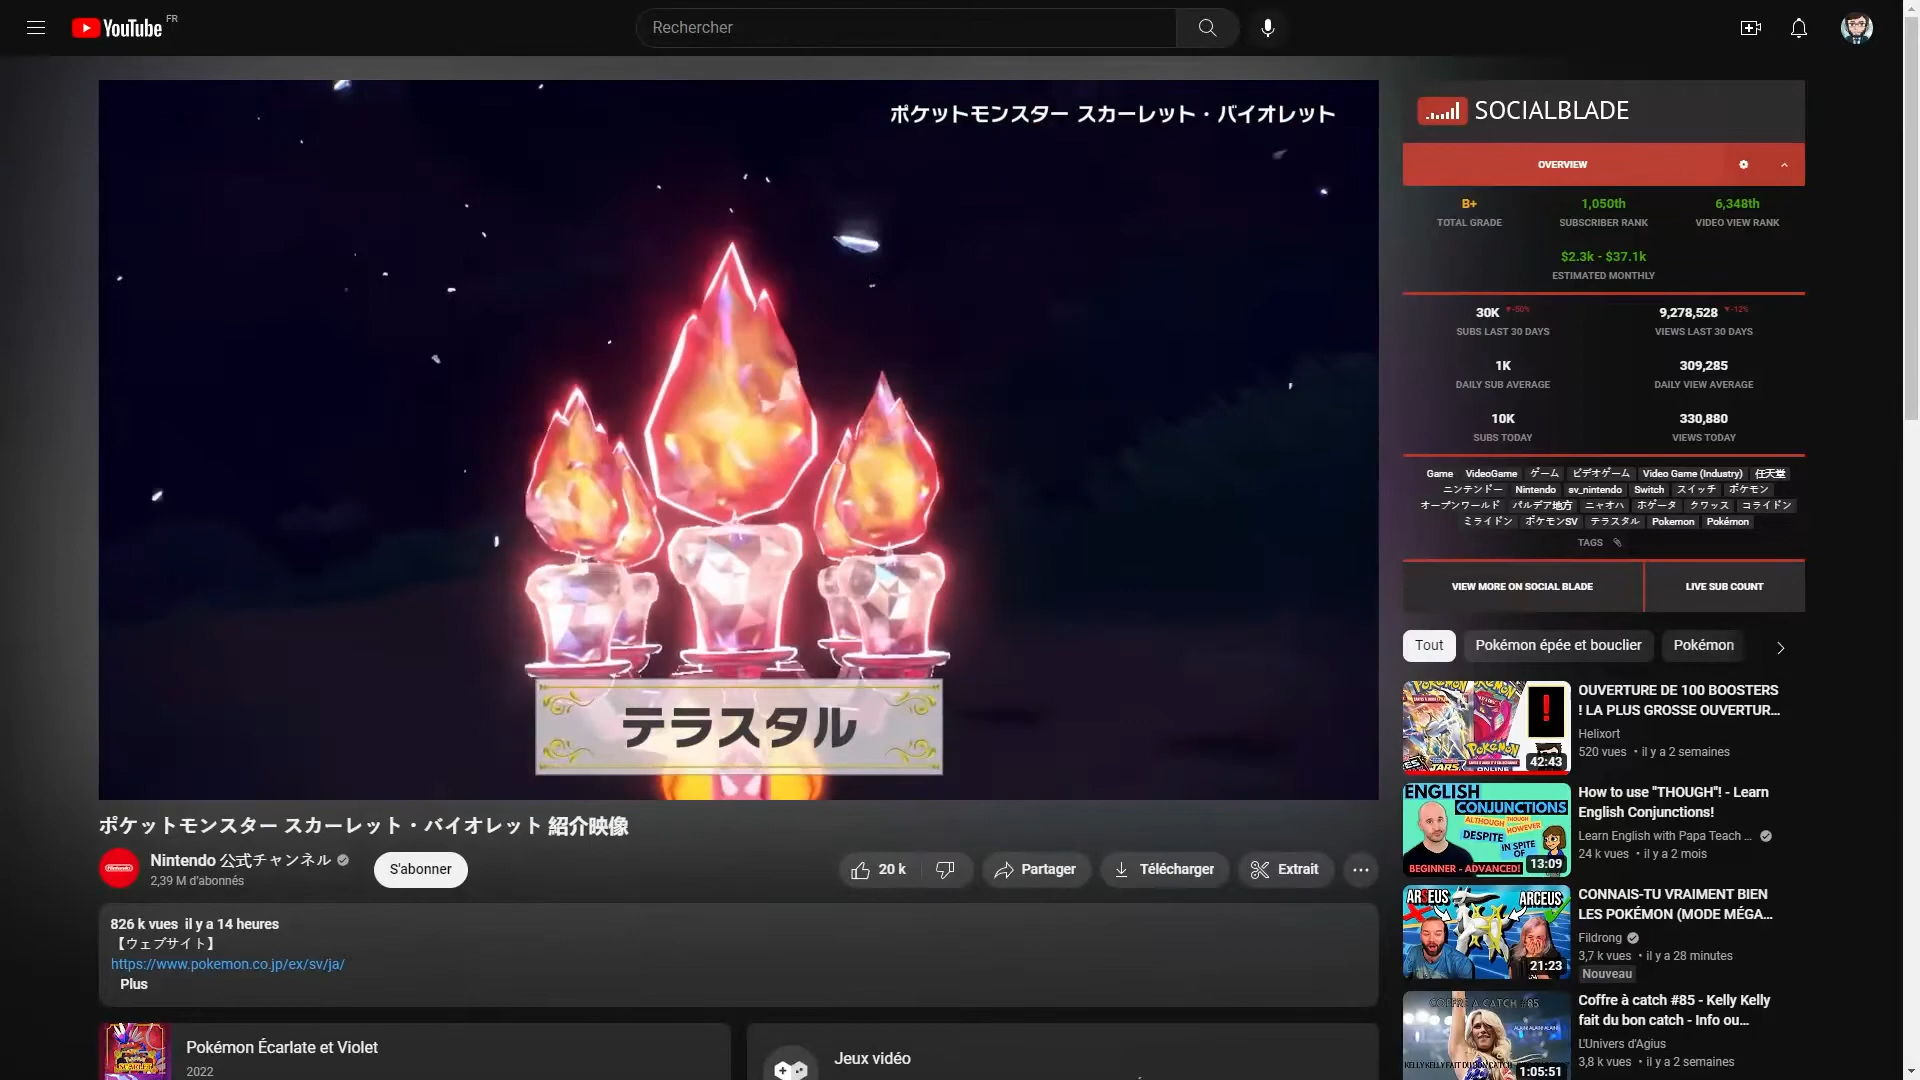 YouTube FR
Rechercher
ポケットモンスター スカーレット・バイオレット
テラスタル
ポケットモンスター スカーレット・バイオレット 紹介映像
Nintendo 公式チャンネル
2,39 M d'abonnés
S'abonner
20 k
Partager
Télécharger
Extrait
826 k vues il y a 14 heures
【ウェブサイト】
https://www.pokemon.co.jp/ex/sv/ja/
Plus
Pokémon Écarlate et Violet
2022
Jeux vidéo
SOCIALBLADE
OVERVIEW
B+ 1,050th 6,348th
TOTAL GRADE SUBSCRIBER RANK VIDEO VIEW RANK
$2.3k - $37.1k
ESTIMATED MONTHLY
30K -50% 9,278,528 -12%
SUBS LAST 30 DAYS VIEWS LAST 30 DAYS
1K 309,285
DAILY SUB AVERAGE DAILY VIEW AVERAGE
10K 330,880
SUBS TODAY VIEWS TODAY
Game VideoGame ゲーム ビデオゲーム Video Game (Industry) 任天堂
ニンテンドー Nintendo sv_nintendo Switch スイッチ ポケモン
オープンワールド パルデア地方 ニャオハ ホゲータ クワッス コライドン
ミライドン ポケモンSV テラスタル Pokemon Pokémon
TAGS
VIEW MORE ON SOCIAL BLADE LIVE SUB COUNT
Tout Pokémon épée et bouclier Pokémon
POKÉMON
ONLINE
42:43
OUVERTURE DE 100 BOOSTERS
! LA PLUS GROSSE OUVERTUR...
Helixort
520 vues • il y a 2 semaines
ENGLISH
CONJUNCTIONS
ALTHOUGH THOUGH
HOWEVER
DESPITE
IN SPITE
OF
BEGINNER - ADVANCED!
13:09
How to use "THOUGH"! - Learn
English Conjunctions!
Learn English with Papa Teach ...
24 k vues • il y a 2 mois
ARSEUS ARCEUS
21:23
CONNAIS-TU VRAIMENT BIEN
LES POKÉMON (MODE MÉGA...
Fildrong
3,7 k vues • il y a 28 minutes
Nouveau
COFFRE A CATCH #85
1:05:51
Coffre à catch #85 - Kelly Kelly
fait du bon catch - Info ou...
L'Univers d'Agius
3,8 k vues • il y a 2 semaines